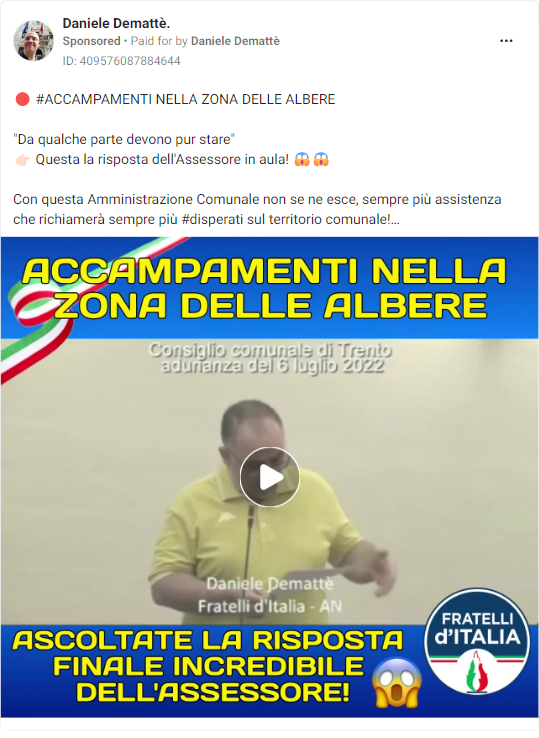 Daniele Demattè.
Sponsored • Paid for by Daniele Demattè
ID: 409576087884644
🔴 #ACCAMPAMENTI NELLA ZONA DELLE ALBERE
"Da qualche parte devono pur stare"
👉🏻 Questa la risposta dell'Assessore in aula! 😱😱
Con questa Amministrazione Comunale non se ne esce, sempre più assistenza
che richiamerà sempre più #disperati sul territorio comunale!...
ACCAMPAMENTI NELLA
ZONA DELLE ALBERE
Consiglio comunale di Trento
adunanza del 6 luglio 2022
Daniele Demattè
Fratelli d'Italia - AN
FRATELLI
d'ITALIA
ASCOLTATE LA RISPOSTA
FINALE INCREDIBILE
DELL'ASSESSORE!